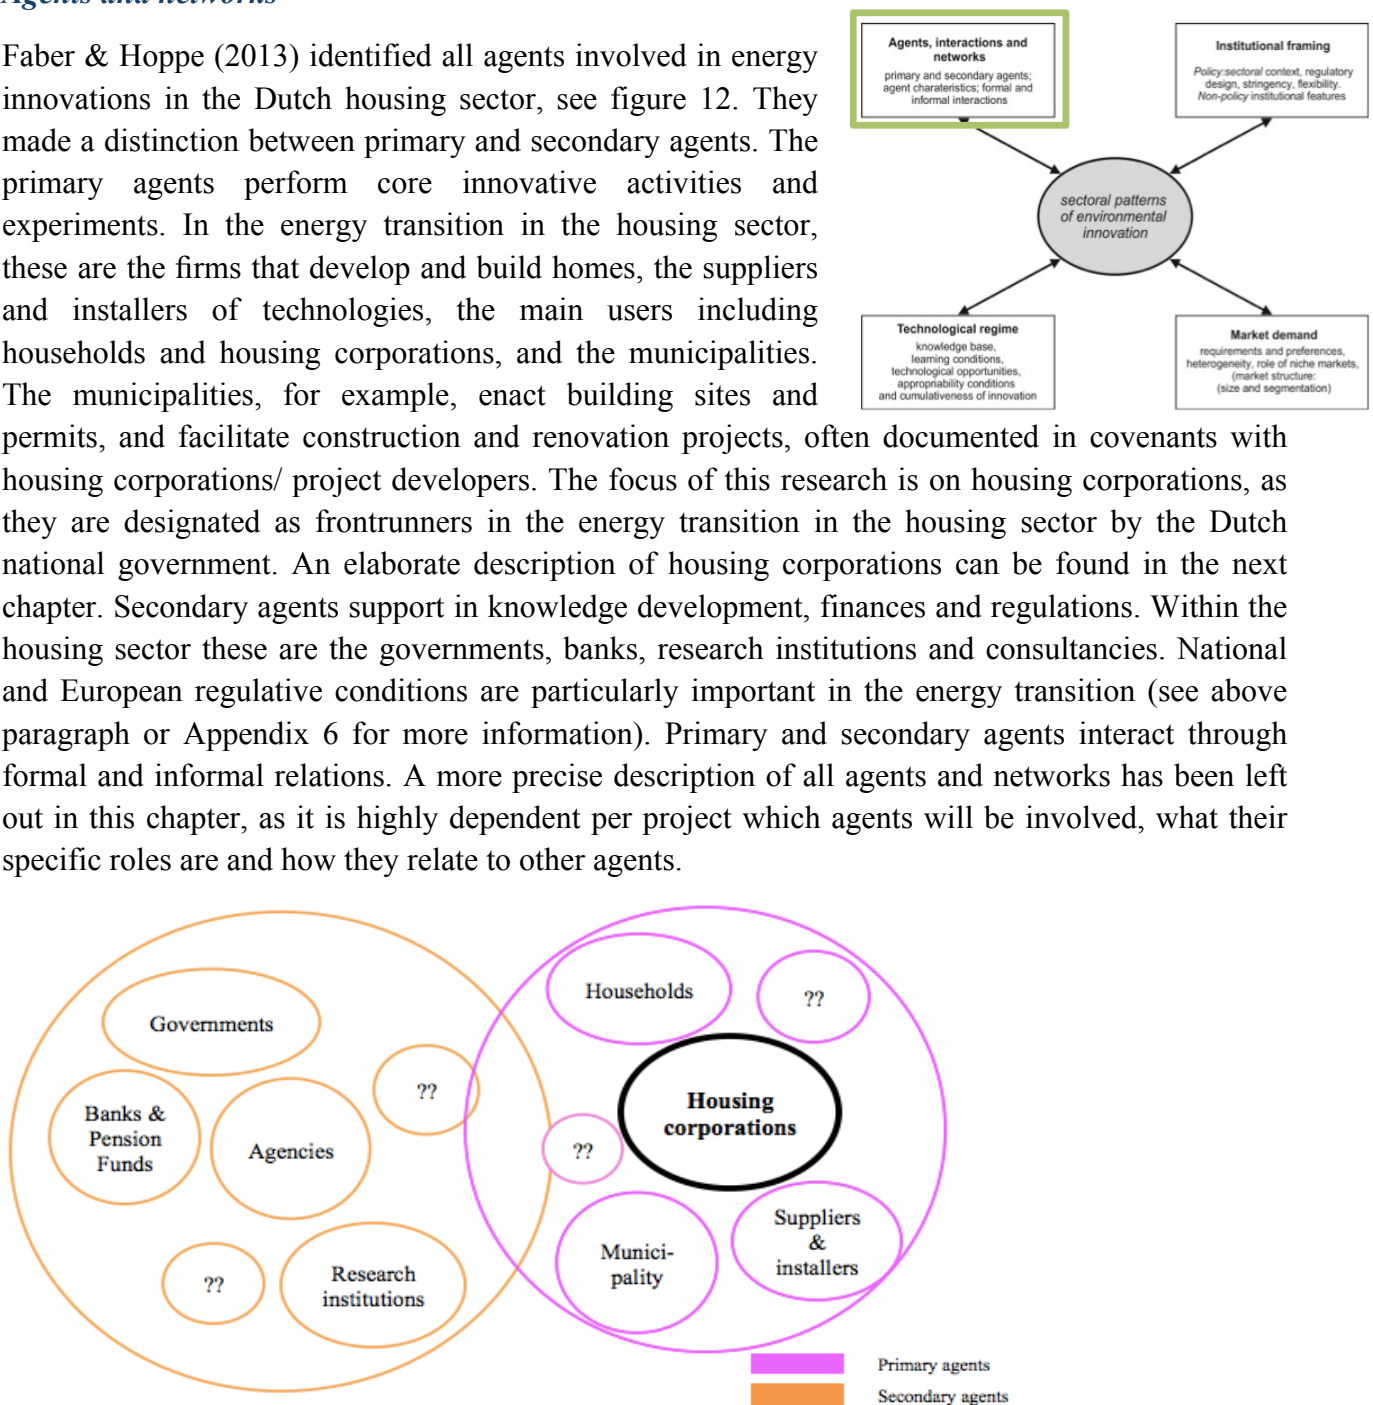 Agents and networks
Faber & Hoppe (2013) identified all agents involved in energy
innovations in the Dutch housing sector, see figure 12. They
made a distinction between primary and secondary agents. The
primary agents perform core innovative activities and
experiments. In the energy transition in the housing sector,
these are the firms that develop and build homes, the suppliers
and installers of technologies, the main users including
households and housing corporations, and the municipalities.
The municipalities, for example, enact building sites and
permits, and facilitate construction and renovation projects, often documented in covenants with
housing corporations/ project developers. The focus of this research is on housing corporations, as
they are designated as frontrunners in the energy transition in the housing sector by the Dutch
national government. An elaborate description of housing corporations can be found in the next
chapter. Secondary agents support in knowledge development, finances and regulations. Within the
housing sector these are the governments, banks, research institutions and consultancies. National
and European regulative conditions are particularly important in the energy transition (see above
paragraph or Appendix 6 for more information). Primary and secondary agents interact through
formal and informal relations. A more precise description of all agents and networks has been left
out in this chapter, as it is highly dependent per project which agents will be involved, what their
specific roles are and how they relate to other agents.
Agents, interactions and
networks
primary and secondary agents;
agent charateristics; formal and
informal interactions
Institutional framing
Policy:sectoral context, regulatory
design, stringency, flexibility.
Non-policy institutional features
sectoral patterns
of environmental
innovation
Technological regime
knowledge base,
learning conditions,
technological opportunities,
appropriability conditions
and cumulativeness of innovation
Market demand
requirements and preferences,
heterogeneity, role of niche markets,
(market structure:
(size and segmentation)
Governments
Banks &
Pension
Funds
Agencies
??
??
Research
institutions
Households
??
Housing
corporations
??
Munici-
pality
Suppliers
&
installers
Primary agents
Secondary agents